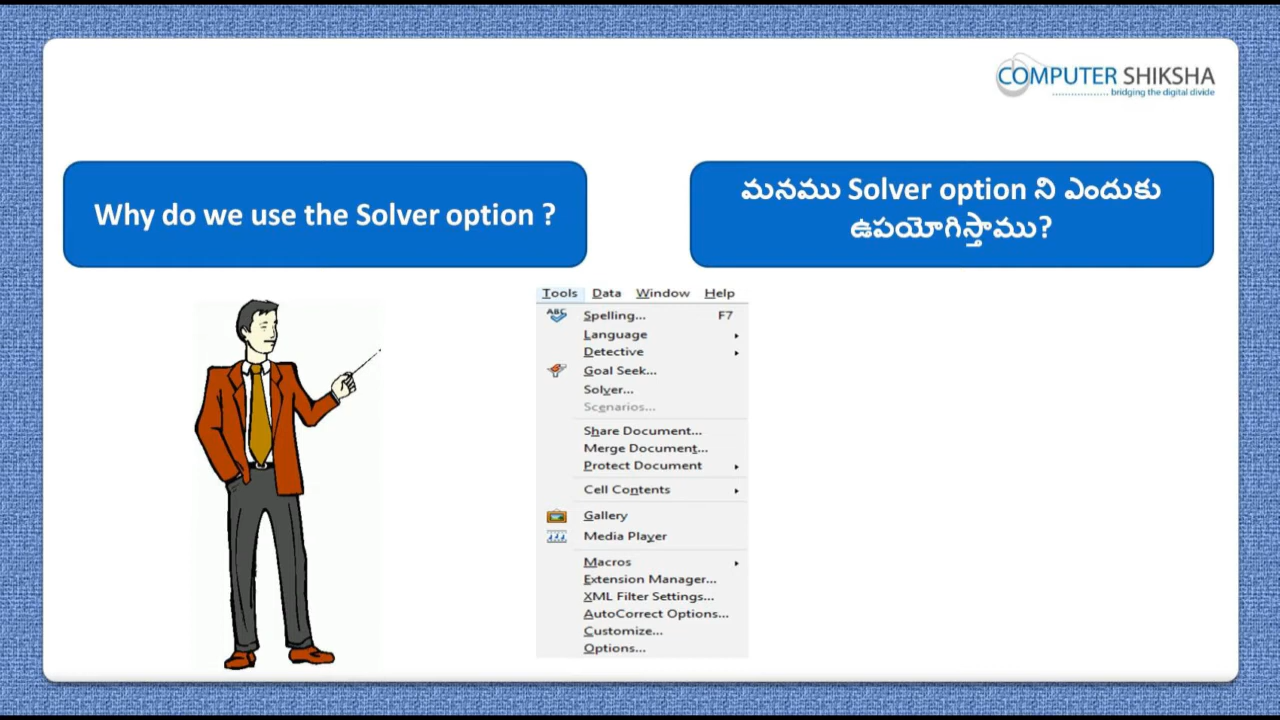 COMPUTER SHIKSHA
.................. bridging the digital divide
Why do we use the Solver option ?
మనము Solver option ని ఎందుకు
ఉపయోగిస్తాము?
Tools Data Window Help
ABC Spelling... F7
Language
Detective
Goal Seek...
Solver...
Scenarios...
Share Document...
Merge Document...
Protect Document
Cell Contents
Gallery
Media Player
Macros
Extension Manager...
XML Filter Settings...
AutoCorrect Options...
Customize...
Options...